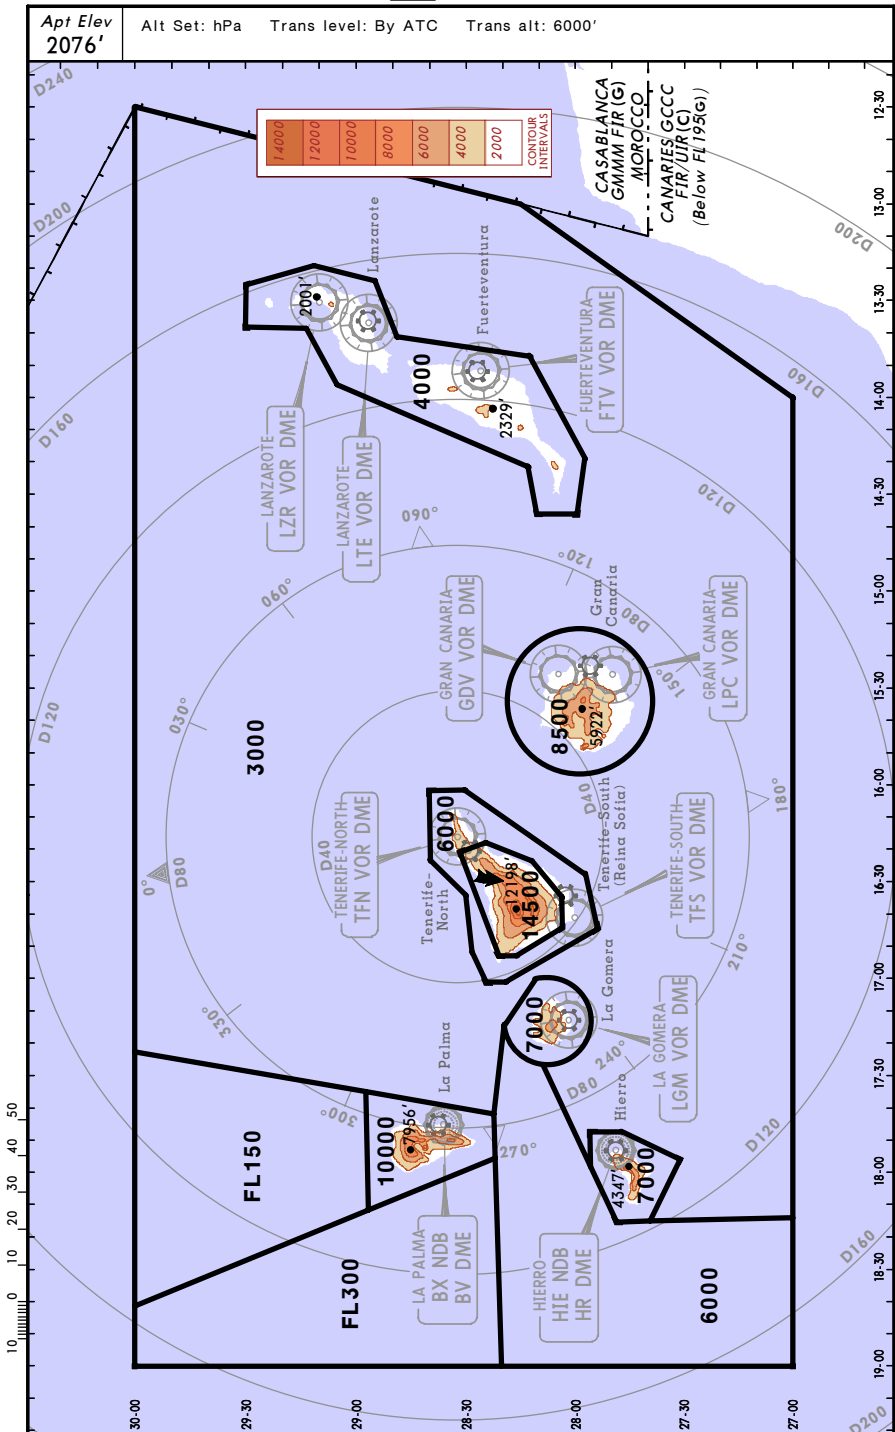 Apt Elev
2076'
Alt Set: hPa Trans level: By ATC Trans alt: 6000'
14000
12000
10000
8000
6000
4000
2000
CONTOUR
INTERVALS
CASABLANCA
GMMM FIR (G)
MOROCCO
CANARIES GCCC
FIR/UIR (C)
(Below FL195(G))
D240
D200
D160
D120
D200
D160
D120
D80
D40
D40
D80
D80
D120
D160
D200
0°
030°
060°
090°
120°
150°
180°
210°
240°
270°
300°
330°
Lanzarote
2001'
Fuerteventura
4000
2329'
LANZAROTE
LZR VOR DME
LANZAROTE
LTE VOR DME
FUERTEVENTURA
FTV VOR DME
3000
GRAN CANARIA
GDV VOR DME
GRAN CANARIA
LPC VOR DME
Gran
Canaria
8500
5922'
TENERIFE-NORTH
TFN VOR DME
Tenerife-
North
6000
12198'
14500
Tenerife-South
(Reina Sofia)
TENERIFE-SOUTH
TFS VOR DME
La Gomera
7000
LA GOMERA
LGM VOR DME
La Palma
10000
7956'
LA PALMA
BX NDB
BV DME
Hierro
4347'
7000
HIERRO
HIE NDB
HR DME
FL150
FL300
6000
12-30
13-00
13-30
14-00
14-30
15-00
15-30
16-00
16-30
17-00
17-30
18-00
18-30
19-00
30-00
29-30
29-00
28-30
28-00
27-30
27-00
10
0
10
20
30
40
50